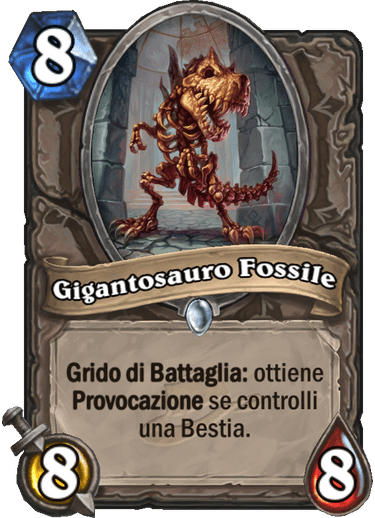 8
Gigantosauro Fossile
Grido di Battaglia: ottiene
Provocazione se controlli
una Bestia.
8
8